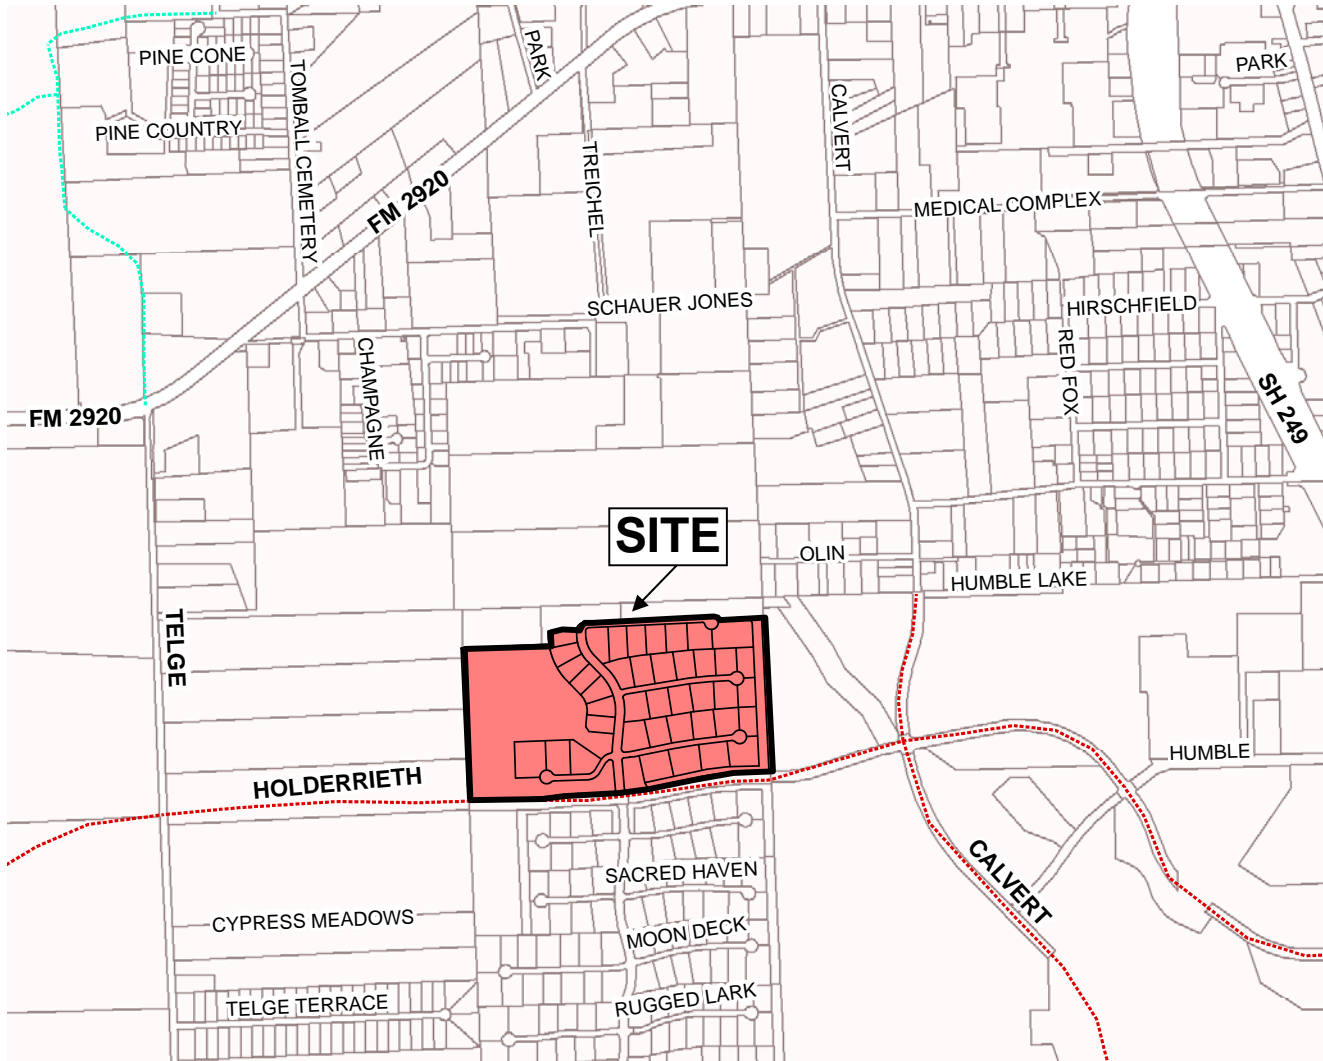 PINE CONE
PARK
PARK
TOMBALL CEMETERY
CALVERT
PINE COUNTRY
TREICHEL
FM 2920
MEDICAL COMPLEX
SCHAUER JONES
HIRSCHFIELD
CHAMPAGNE
RED FOX
FM 2920
SH 249
SITE
OLIN
HUMBLE LAKE
TELGE
HUMBLE
HOLDERRIETH
SACRED HAVEN
CALVERT
CYPRESS MEADOWS
MOON DECK
TELGE TERRACE
RUGGED LARK